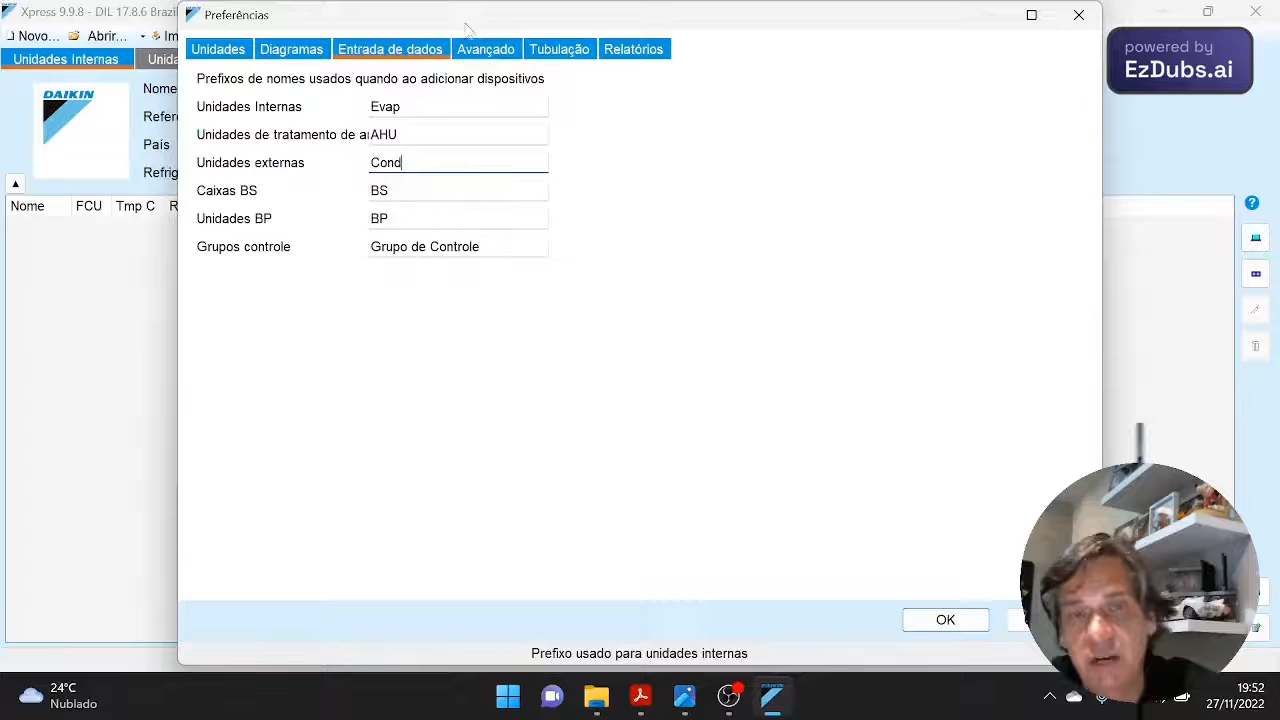 Xpress 9.9.8 - DIL 17.8.6 Brazi
Preferências
powered by
EzDubs.ai
Novo...
Abrir...
Im
Unidades Internas
Unida
Unidades
Diagramas
Entrada de dados
Avançado
Tubulação
Relatórios
DAIKIN
Nome
Refere
País
Refrig
Prefixos de nomes usados quando ao adicionar dispositivos
Unidades Internas Evap
Unidades de tratamento de a AHU
Unidades externas Cond
Caixas BS BS
Unidades BP BP
Grupos controle Grupo de Controle
Nome FCU Tmp C R
OK
Prefixo usado para unidades internas
24°C
Nublado
DAIKIN
19:52
27/11/2022